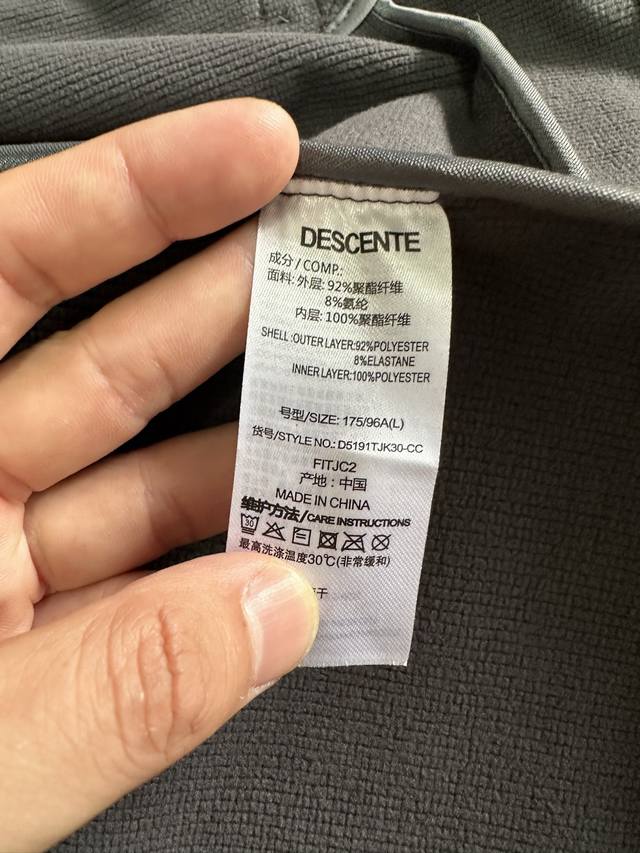 DESCENTE
成分/COMP.:
面料: 外层: 92%聚酯纤维
8%氨纶
内层: 100%聚酯纤维
SHELL :OUTER LAYER:92%POLYESTER
8%ELASTANE
INNER LAYER:100%POLYESTER
号型/SIZE: 175/96A(L)
货号/STYLE NO.: D5191TJK30-CC
FITJC2
产地：中国
MADE IN CHINA
维护方法/CARE INSTRUCTIONS
30
最高洗涤温度30℃(非常缓和)
干